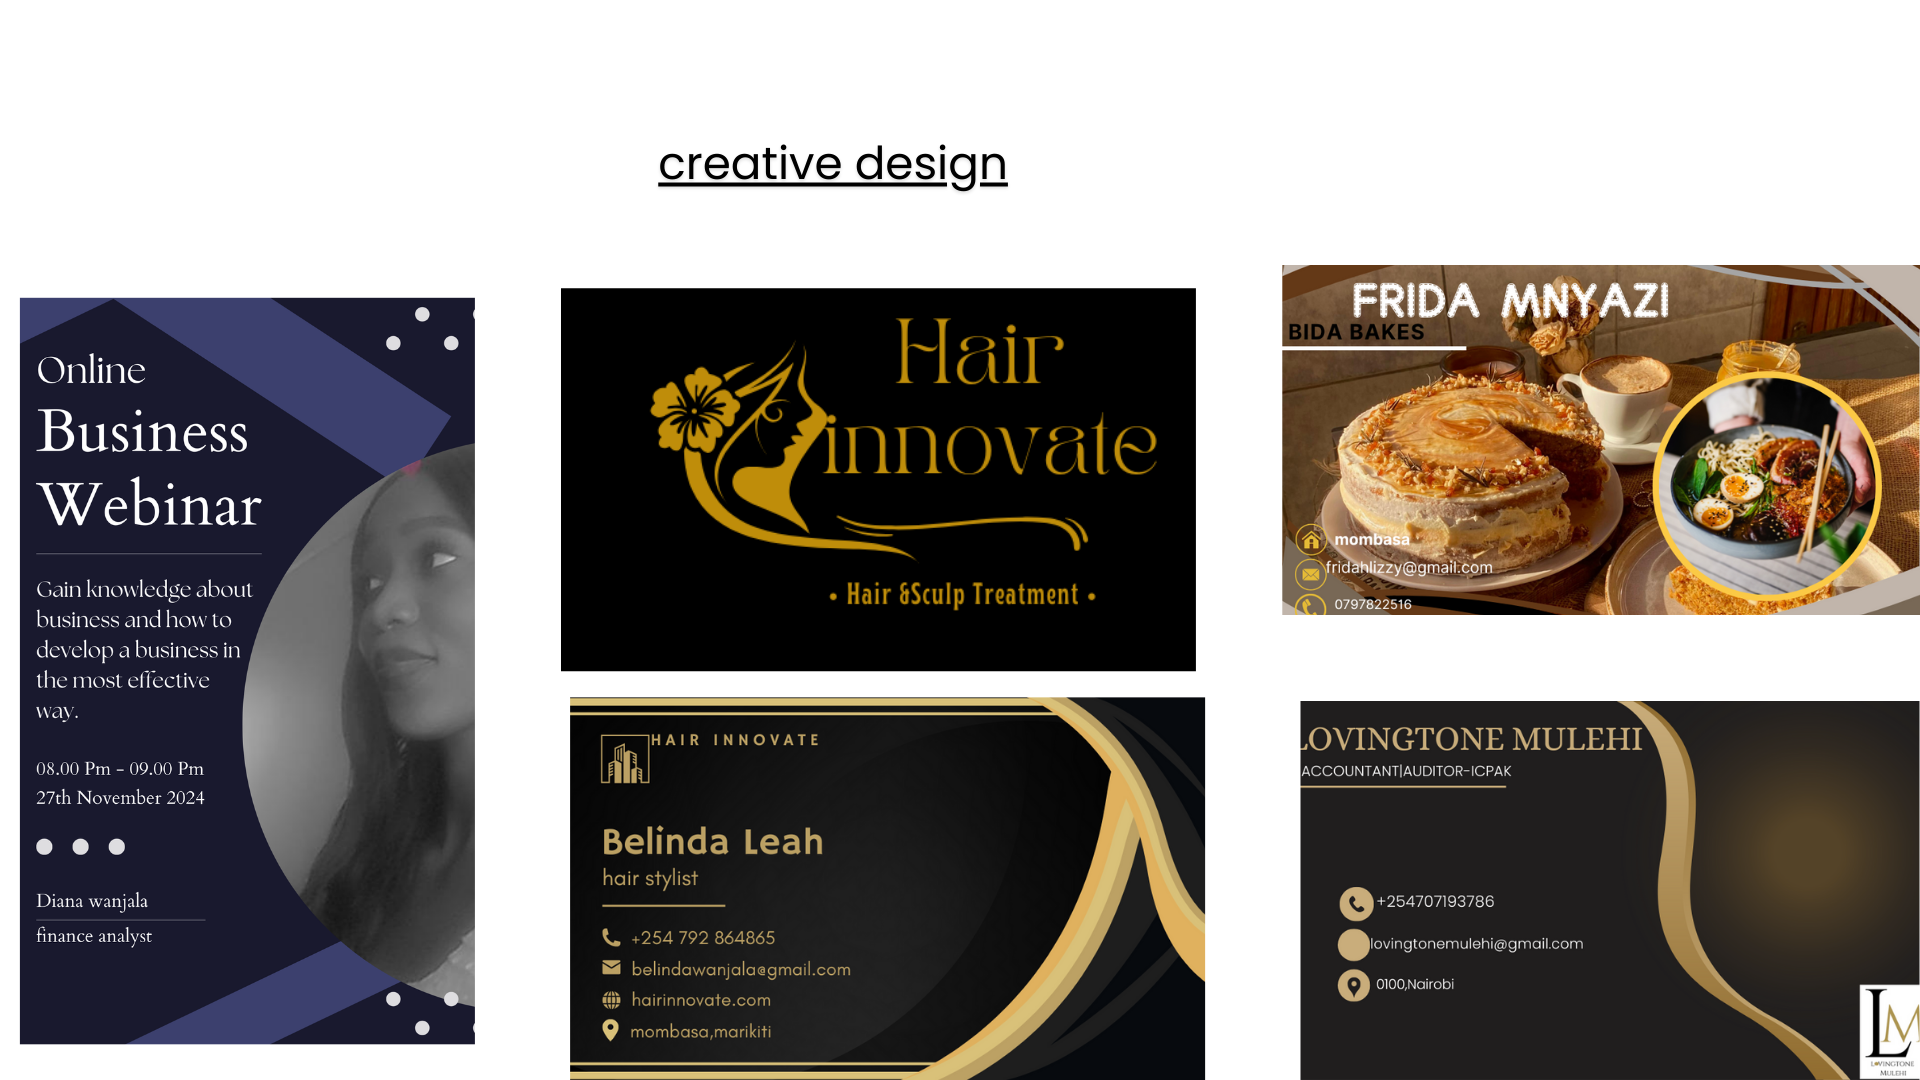 creative design
Online
Business
Webinar
Gain knowledge about
business and how to
develop a business in
the most effective
way.
08.00 Pm - 09.00 Pm
27th November 2024
Diana wanjala
finance analyst
Hair
innovate
• Hair &Sculp Treatment •
HAIR INNOVATE
Belinda Leah
hair stylist
+254 792 864865
belindawanjala@gmail.com
hairinnovate.com
mombasa,marikiti
FRIDA MNYAZI
BIDA BAKES
mombasa
fridahlizzy@gmail.com
0797822516
LOVINGTONE MULEHI
ACCOUNTANT|AUDITOR-ICPAK
+254707193786
lovingtonemulehi@gmail.com
0100,Nairobi
LM
LOVINGTONE
MULEHI